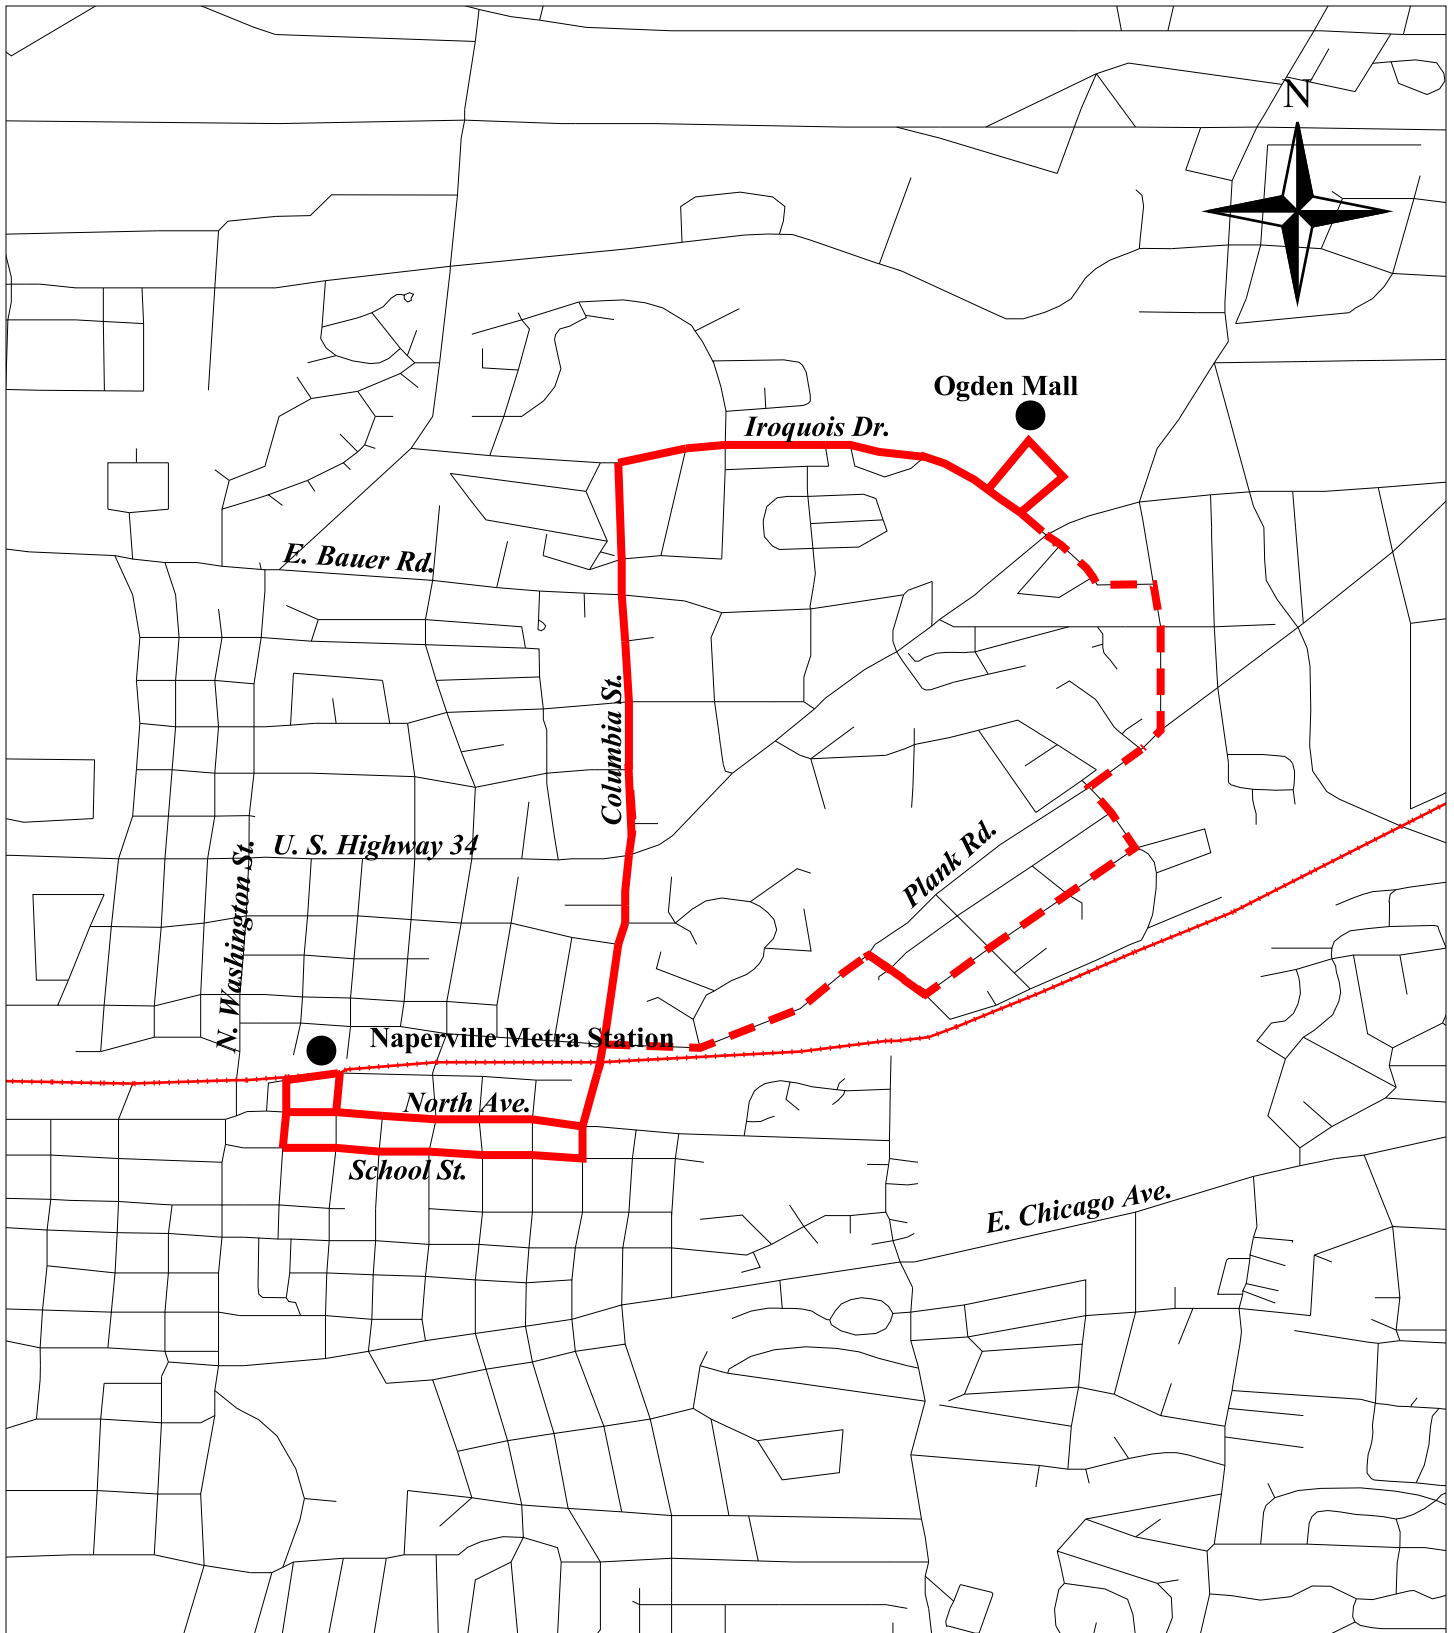 N
Ogden Mall
Iroquois Dr.
E. Bauer Rd.
Columbia St.
Plank Rd.
U. S. Highway 34
N. Washington St.
Naperville Metra Station
North Ave.
School St.
E. Chicago Ave.